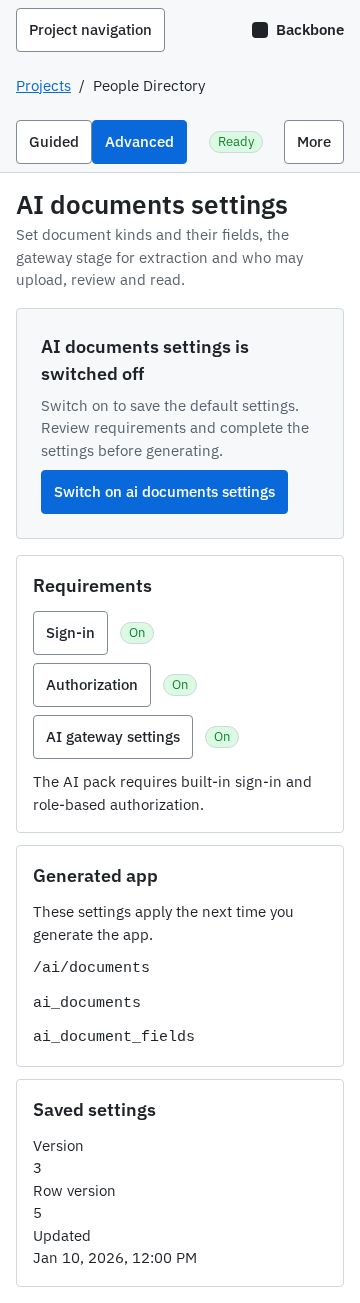 Project navigation
Backbone
Projects / People Directory
Guided
Advanced
Ready
More
AI documents settings
Set document kinds and their fields, the
gateway stage for extraction and who may
upload, review and read.
AI documents settings is
switched off
Switch on to save the default settings.
Review requirements and complete the
settings before generating.
Switch on ai documents settings
Requirements
Sign-in
On
Authorization
On
AI gateway settings
On
The AI pack requires built-in sign-in and
role-based authorization.
Generated app
These settings apply the next time you
generate the app.
/ai/documents
ai_documents
ai_document_fields
Saved settings
Version
3
Row version
5
Updated
Jan 10, 2026, 12:00 PM